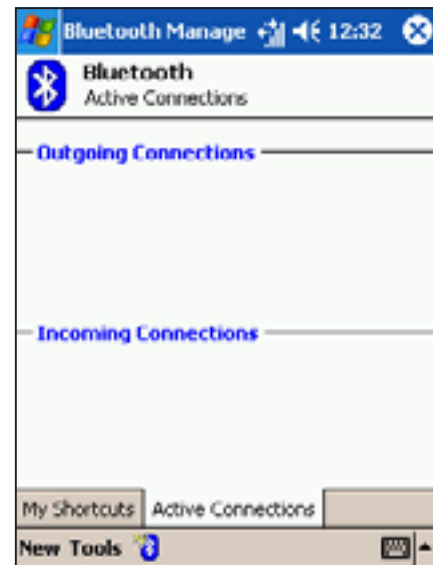 Bluetooth Manage 12:32
Bluetooth
Active Connections
Outgoing Connections
Incoming Connections
My Shortcuts Active Connections
New Tools